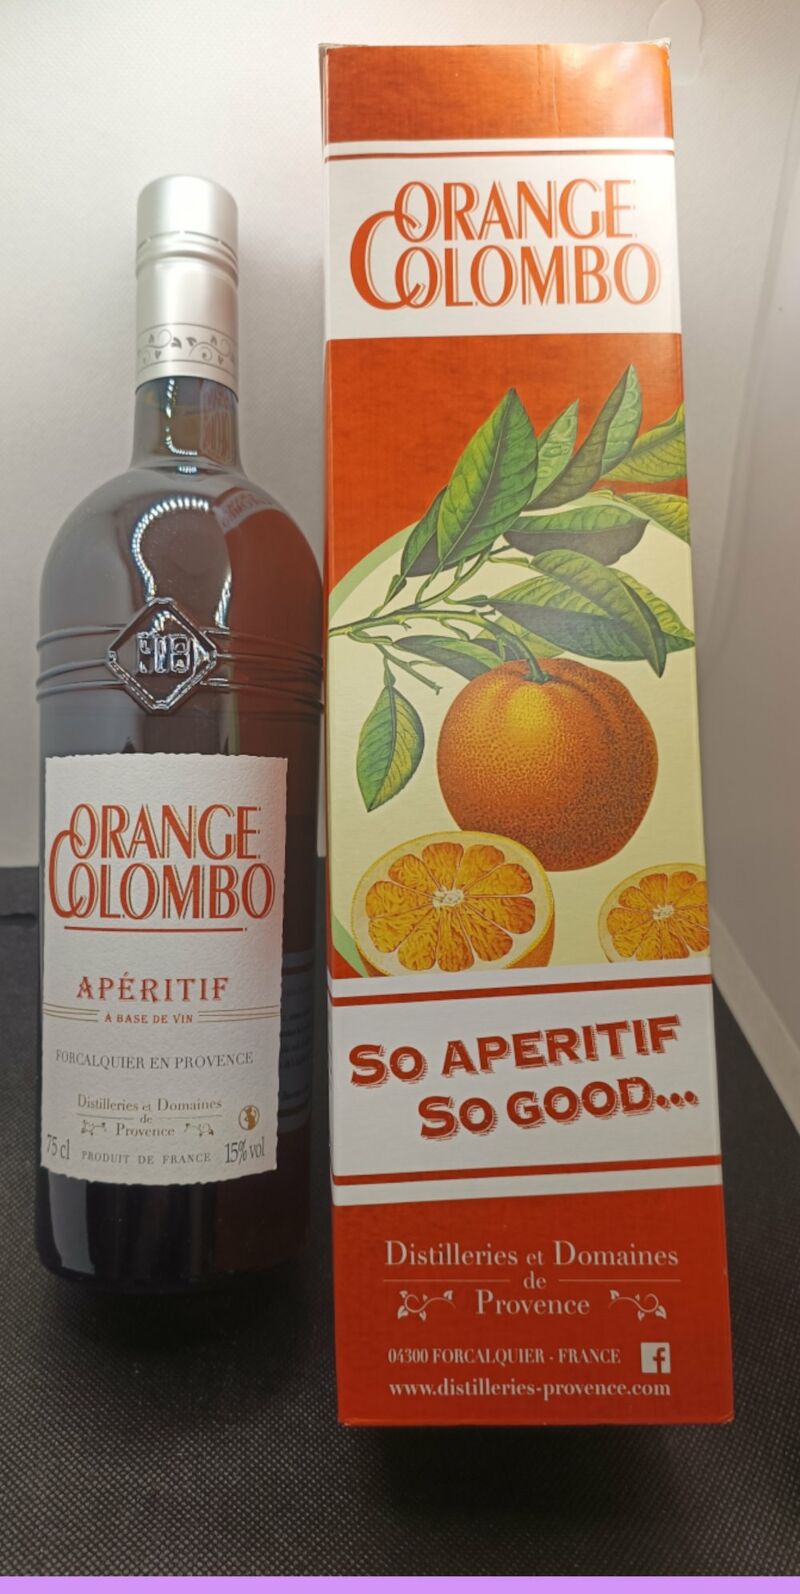 ORANGE
COLOMBO
APÉRITIF
À BASE DE VIN
FORCALQUIER EN PROVENCE
Distilleries et Domaines
de
Provence
75 cl PRODUIT DE FRANCE 15% vol
ORANGE
COLOMBO
SO APERITIF
SO GOOD...
Distilleries et Domaines
de
Provence
04300 FORCALQUIER - FRANCE f
www.distilleries-provence.com